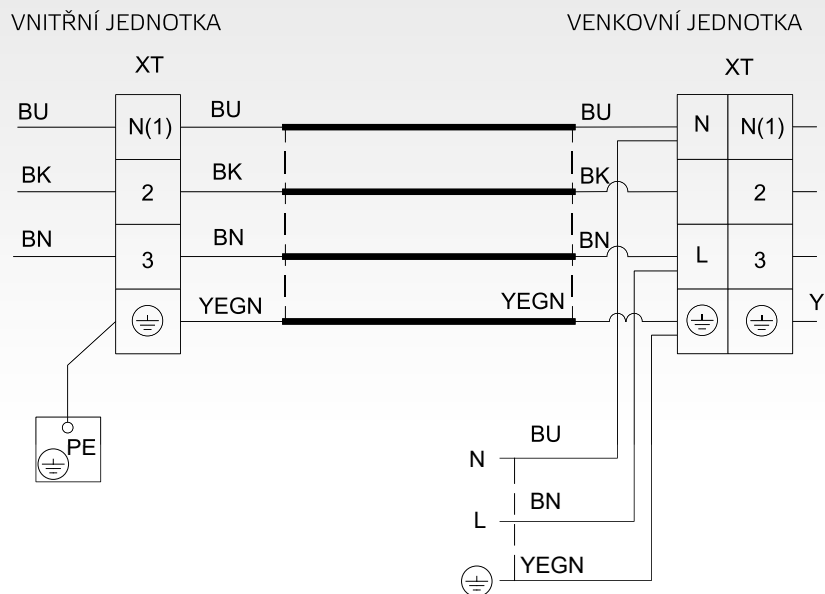 VNITŘNÍ JEDNOTKA VENKOVNÍ JEDNOTKA
XT XT
BU N(1) BU BU N N(1)
BK 2 BK BK 2
BN 3 BN BN L 3
YEGN YEGN Y
PE
N BU
L BN
YEGN